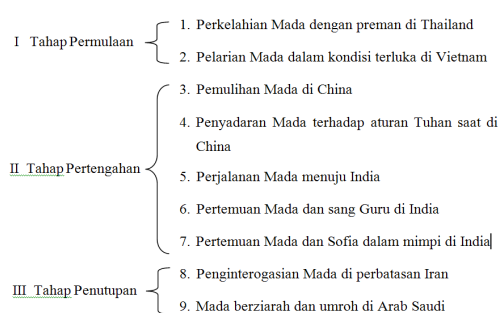 1. Perkelahian Mada dengan preman di Thailand
I Tahap Permulaan
2. Pelarian Mada dalam kondisi terluka di Vietnam
3. Pemulihan Mada di China
4. Penyadaran Mada terhadap aturan Tuhan saat di
China
II Tahap Pertengahan
5. Perjalanan Mada menuju India
6. Pertemuan Mada dan sang Guru di India
7. Pertemuan Mada dan Sofia dalam mimpi di India
8. Penginterogasian Mada di perbatasan Iran
III Tahap Penutupan
9. Mada berziarah dan umroh di Arab Saudi